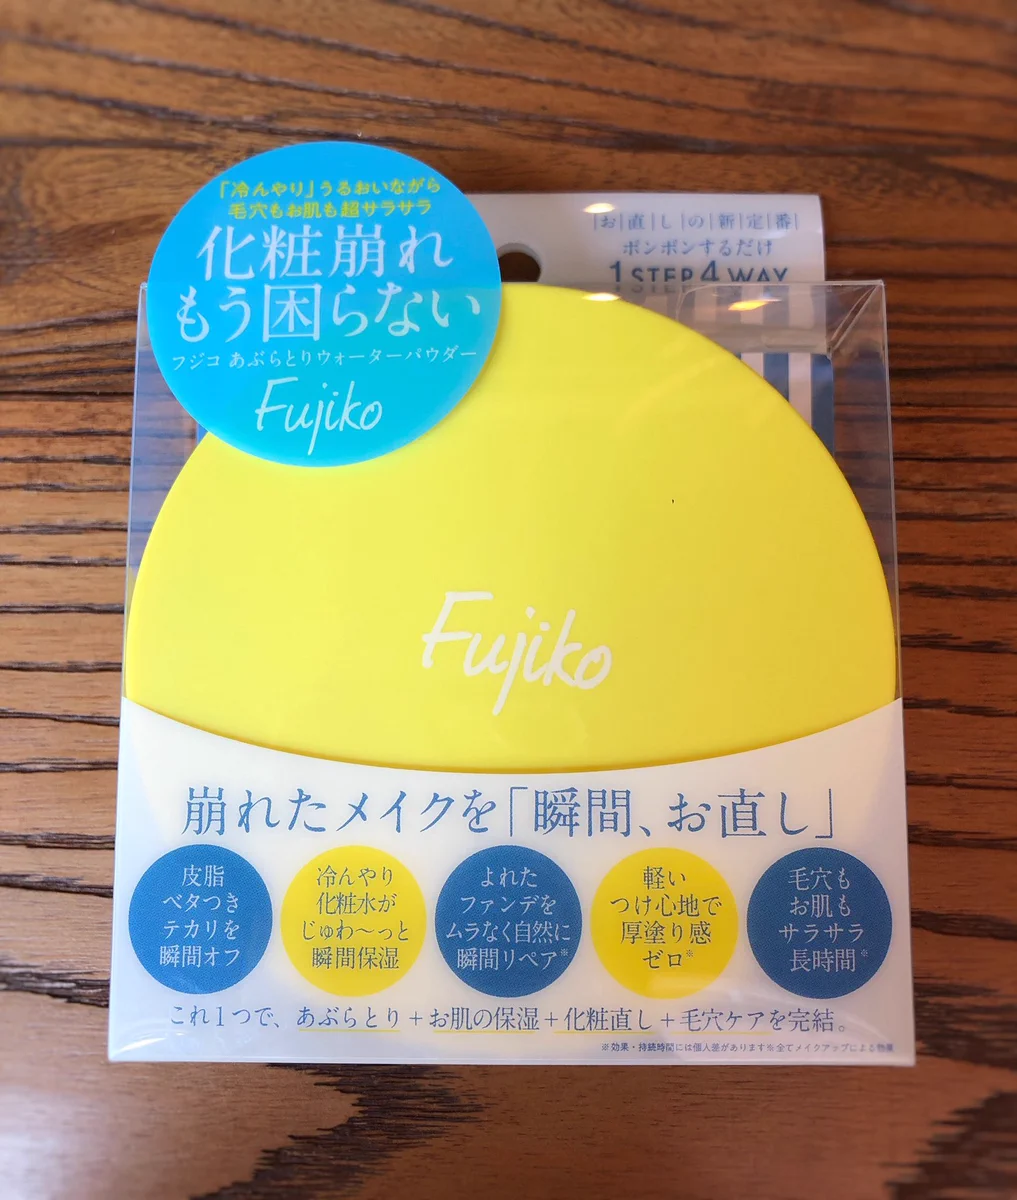 「冷んやり」うるおいながら
毛穴もお肌も超サラサラ
化粧崩れ
もう困らない
フジコ あぶらとりウォーターパウダー
Fujiko
お直しの新定番
ポンポンするだけ
1 STEP 4 WAY
Fujiko
崩れたメイクを「瞬間、お直し」
皮脂
ベタつき
テカリを
瞬間オフ
冷んやり
化粧水が
じゅわ〜っと
瞬間保湿
よれた
ファンデを
ムラなく自然に
瞬間リペア※
軽い
つけ心地で
厚塗り感
ゼロ※
毛穴も
お肌も
サラサラ
長時間※
これ1つで、あぶらとり+お肌の保湿+化粧直し+毛穴ケアを完結。
※効果・持続時間には個人差があります※全てメイクアップによる効果